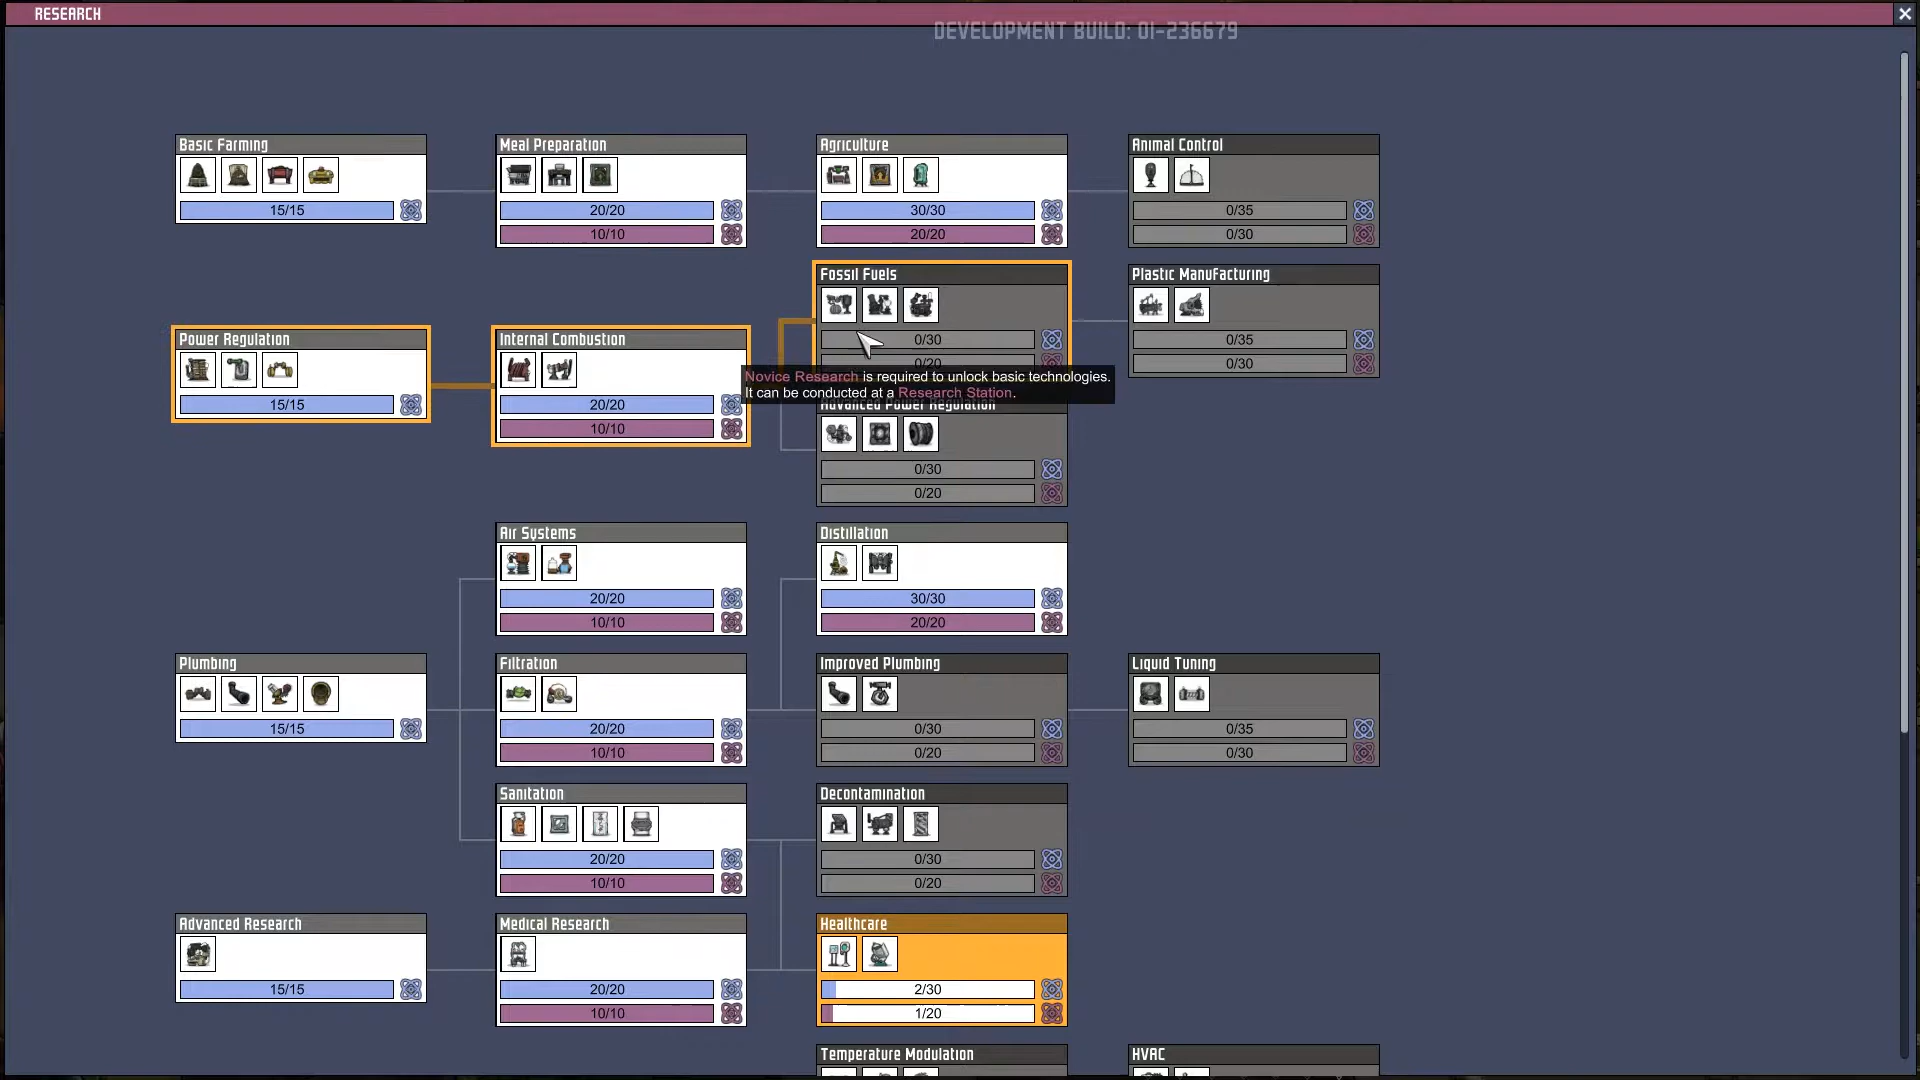 RESEARCH
DEVELOPMENT BUILD: OI-236679
Basic Farming
15/15
Meal Preparation
20/20
10/10
Agriculture
30/30
20/20
Animal Control
0/35
0/30
Fossil Fuels
0/30
0/20
Plastic Manufacturing
0/35
0/30
Power Regulation
15/15
Internal Combustion
20/20
10/10
Novice Research is required to unlock basic technologies.
It can be conducted at a Research Station.
Advanced Power Regulation
0/30
0/20
Air Systems
20/20
10/10
Distillation
30/30
20/20
Plumbing
15/15
Filtration
20/20
10/10
Improved Plumbing
0/30
0/20
Liquid Tuning
0/35
0/30
Sanitation
20/20
10/10
Decontamination
0/30
0/20
Advanced Research
15/15
Medical Research
20/20
10/10
Healthcare
2/30
1/20
Temperature Modulation
HVAC